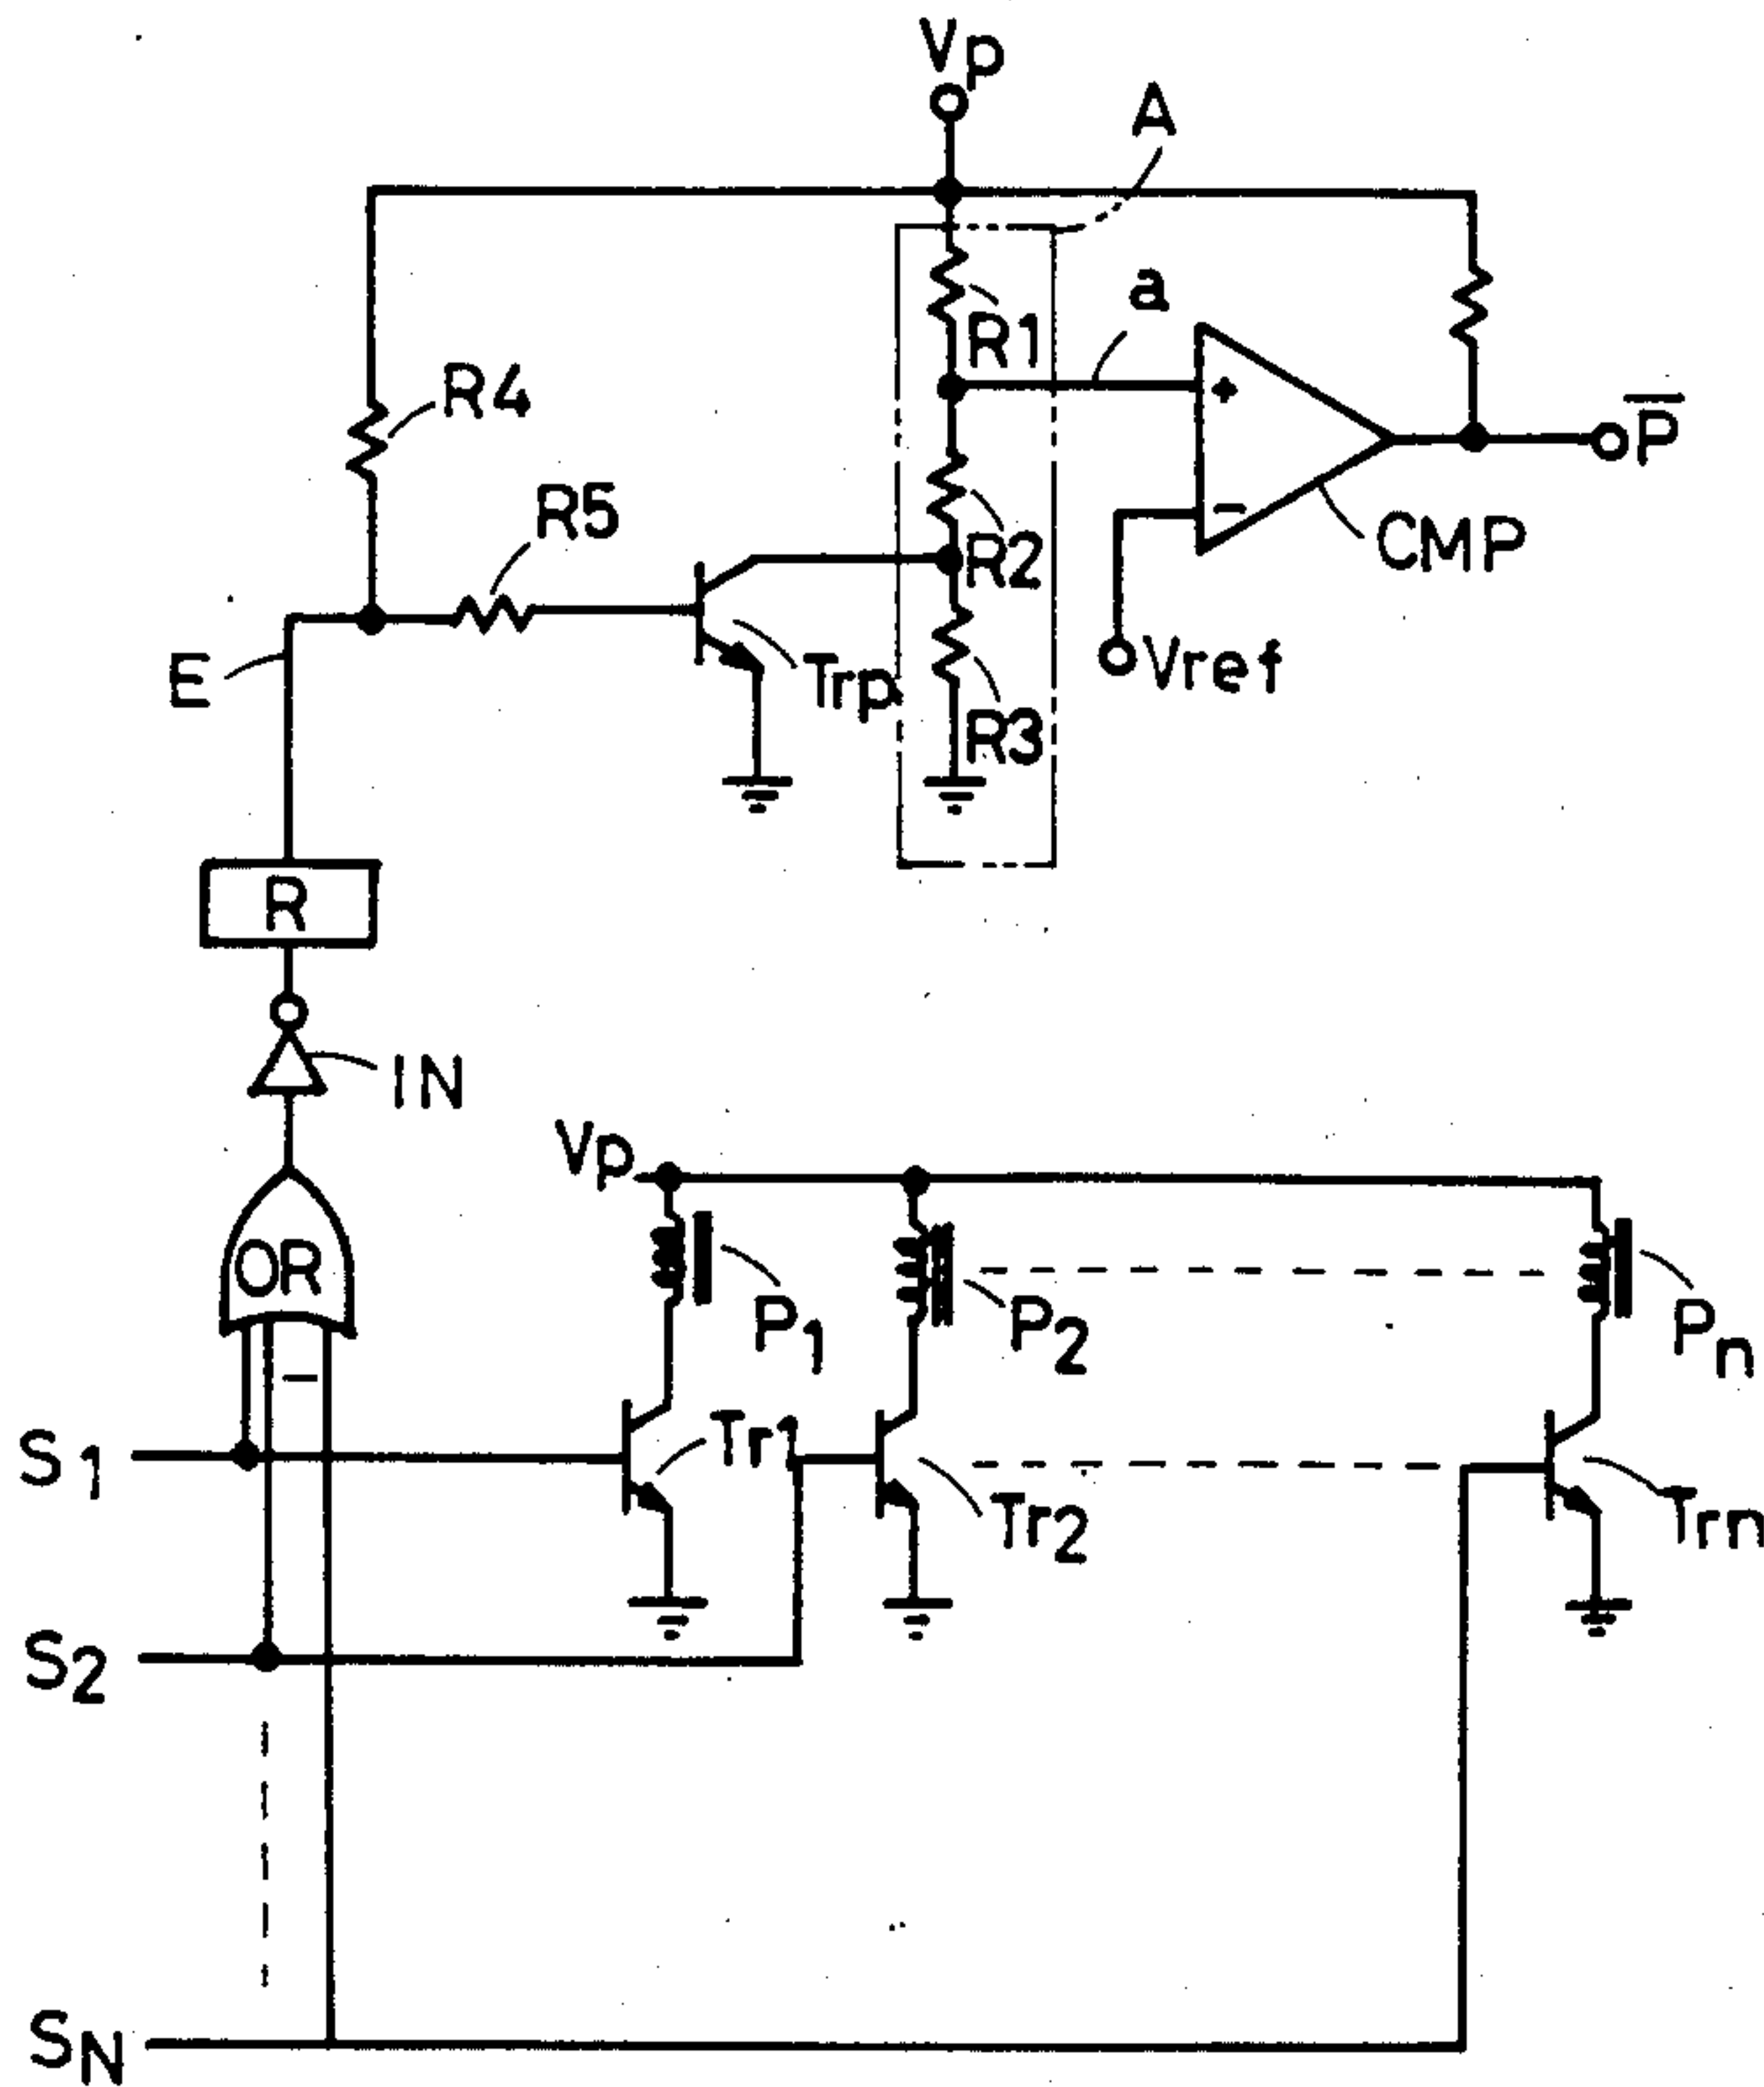 Vp
A
R1
a
R4
+
P̅
R5
-
CMP
R2
E
Trp
Vref
R3
R
IN
Vp
OR
P1
P2
Pn
S1
Tr1
Tr2
Trn
S2
SN